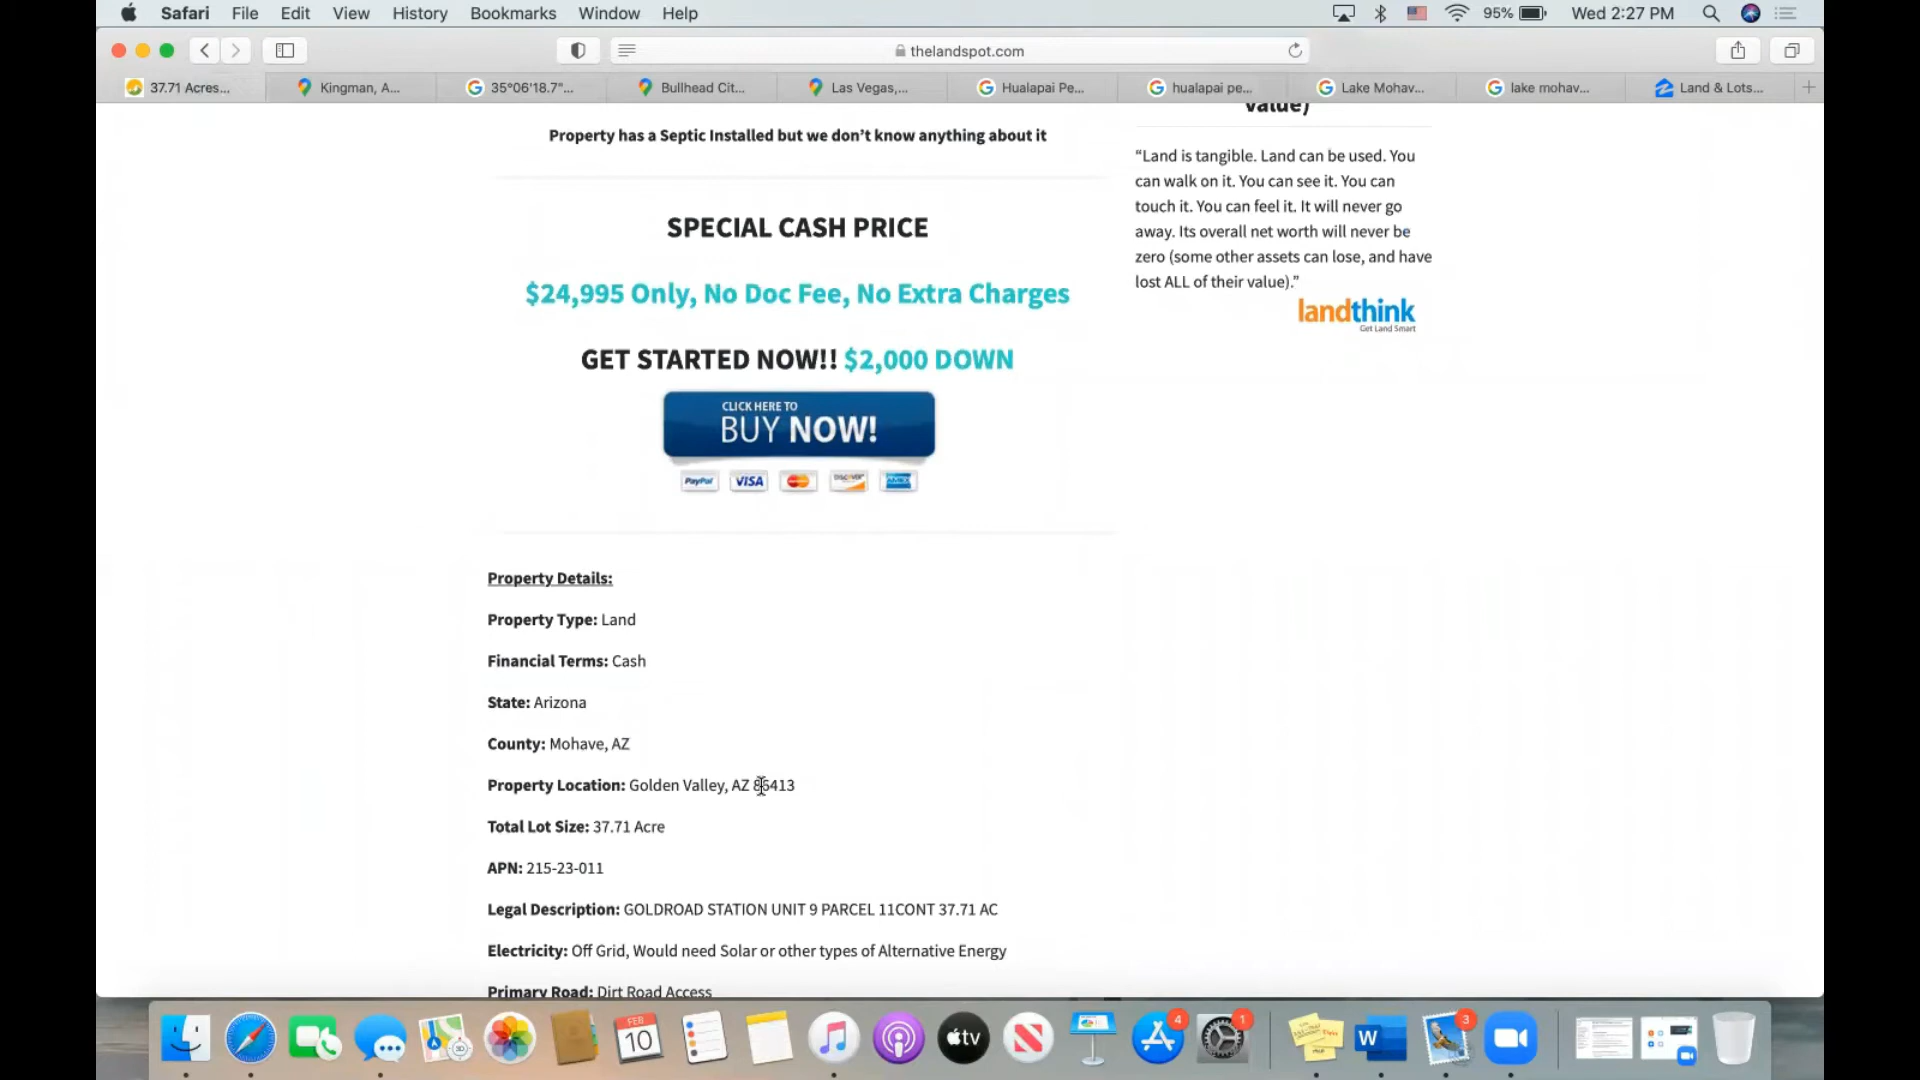 Safari File Edit View History Bookmarks Window Help 95% Wed 2:27 PM
thelandspot.com
37.71 Acres... Kingman, A... 35°06'18.7"... Bullhead Cit... Las Vegas,... Hualapai Pe... hualapai pe... Lake Mohav... lake mohav... Land & Lots...
value)
Property has a Septic Installed but we don't know anything about it
“Land is tangible. Land can be used. You
can walk on it. You can see it. You can
touch it. You can feel it. It will never go
away. Its overall net worth will never be
zero (some other assets can lose, and have
lost ALL of their value).”
landthink
Get Land Smart
SPECIAL CASH PRICE
$24,995 Only, No Doc Fee, No Extra Charges
GET STARTED NOW!! $2,000 DOWN
CLICK HERE TO
BUY NOW!
PayPal VISA DISCOVER AMEX
Property Details:
Property Type: Land
Financial Terms: Cash
State: Arizona
County: Mohave, AZ
Property Location: Golden Valley, AZ 86413
Total Lot Size: 37.71 Acre
APN: 215-23-011
Legal Description: GOLDROAD STATION UNIT 9 PARCEL 11CONT 37.71 AC
Electricity: Off Grid, Would need Solar or other types of Alternative Energy
Primary Road: Dirt Road Access
FEB
10
tv
4
1
W
3